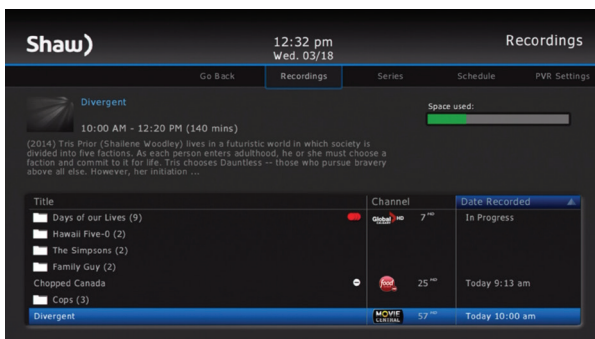 Shaw)
12:32 pm
Wed. 03/18
Recordings
Go Back Recordings Series Schedule PVR Settings
Divergent
Space used:
10:00 AM - 12:20 PM (140 mins)
(2014) Tris Prior (Shailene Woodley) lives in a futuristic world in which society is
divided into five factions. As each person enters adulthood, he or she must choose a
faction and commit to it for life. Tris chooses Dauntless -- those who pursue bravery
above all else. However, her initiation ...
Title Channel Date Recorded
Days of our Lives (9) Global HD 7 HD In Progress
Hawaii Five-0 (2)
The Simpsons (2)
Family Guy (2)
Chopped Canada food 25 HD Today 9:13 am
Cops (3)
Divergent MOVIE CENTRAL 57 HD Today 10:00 am